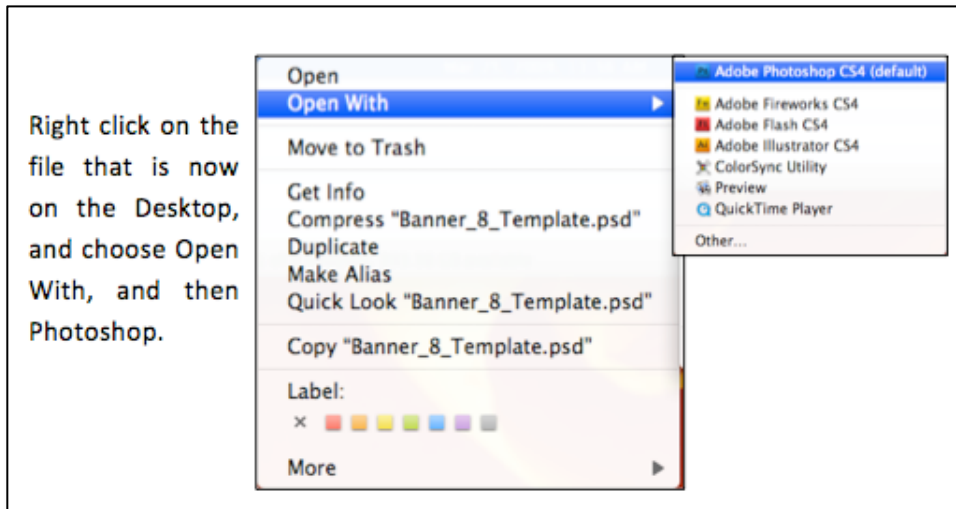 Right click on the
file that is now
on the Desktop,
and choose Open
With, and then
Photoshop.
Open
Open With
Move to Trash
Get Info
Compress "Banner_8_Template.psd"
Duplicate
Make Alias
Quick Look "Banner_8_Template.psd"
Copy "Banner_8_Template.psd"
Label:
More
Adobe Photoshop CS4 (default)
Adobe Fireworks CS4
Adobe Flash CS4
Adobe Illustrator CS4
ColorSync Utility
Preview
QuickTime Player
Other...